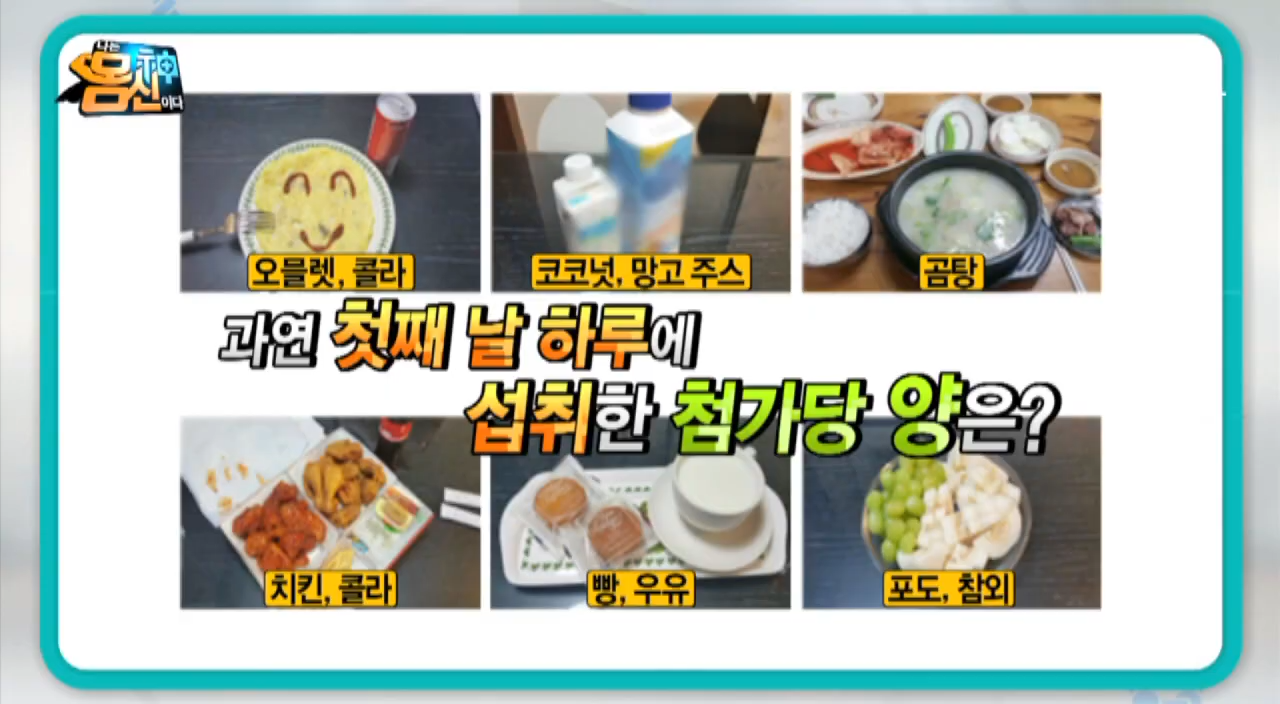 나는
몸神
신이다
오믈렛, 콜라
코코넛, 망고 주스
곰탕
과연 첫째 날 하루에
섭취한 첨가당 양은?
치킨, 콜라
빵, 우유
포도, 참외